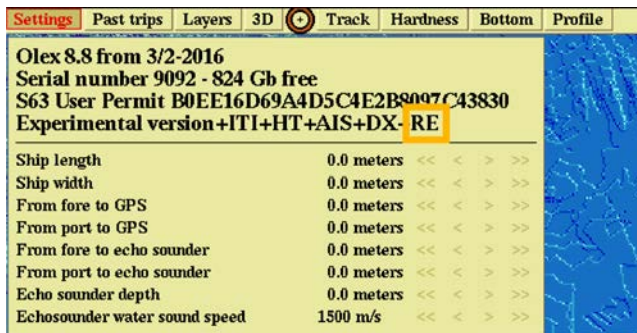 Settings Past trips Layers 3D Track Hardness Bottom Profile
Olex 8.8 from 3/2-2016
Serial number 9092 - 824 Gb free
S63 User Permit B0EE16D69A4D5C4E2B8097C43830
Experimental version+ITI+HT+AIS+DX-RE
Ship length 0.0 meters << < > >>
Ship width 0.0 meters << < > >>
From fore to GPS 0.0 meters << < > >>
From port to GPS 0.0 meters << < > >>
From fore to echo sounder 0.0 meters << < > >>
From port to echo sounder 0.0 meters << < > >>
Echo sounder depth 0.0 meters << < > >>
Echosounder water sound speed 1500 m/s << < > >>